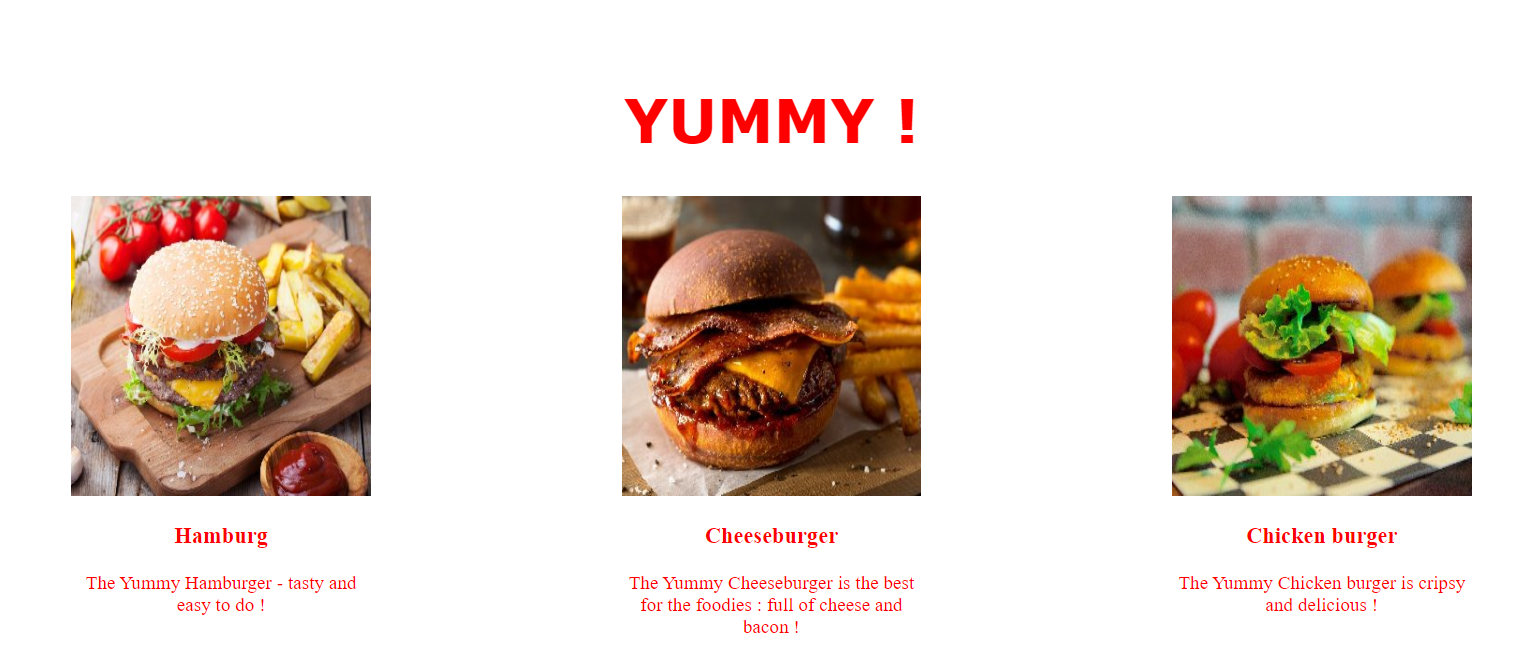 YUMMY !
Hamburg
The Yummy Hamburger - tasty and
easy to do !
Cheeseburger
The Yummy Cheeseburger is the best
for the foodies : full of cheese and
bacon !
Chicken burger
The Yummy Chicken burger is cripsy
and delicious !